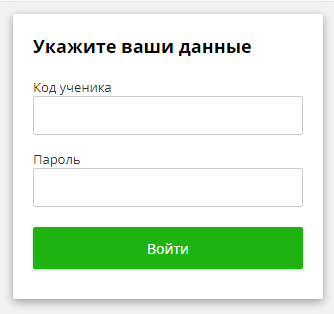 Укажите ваши данные
Код ученика
Пароль
Войти